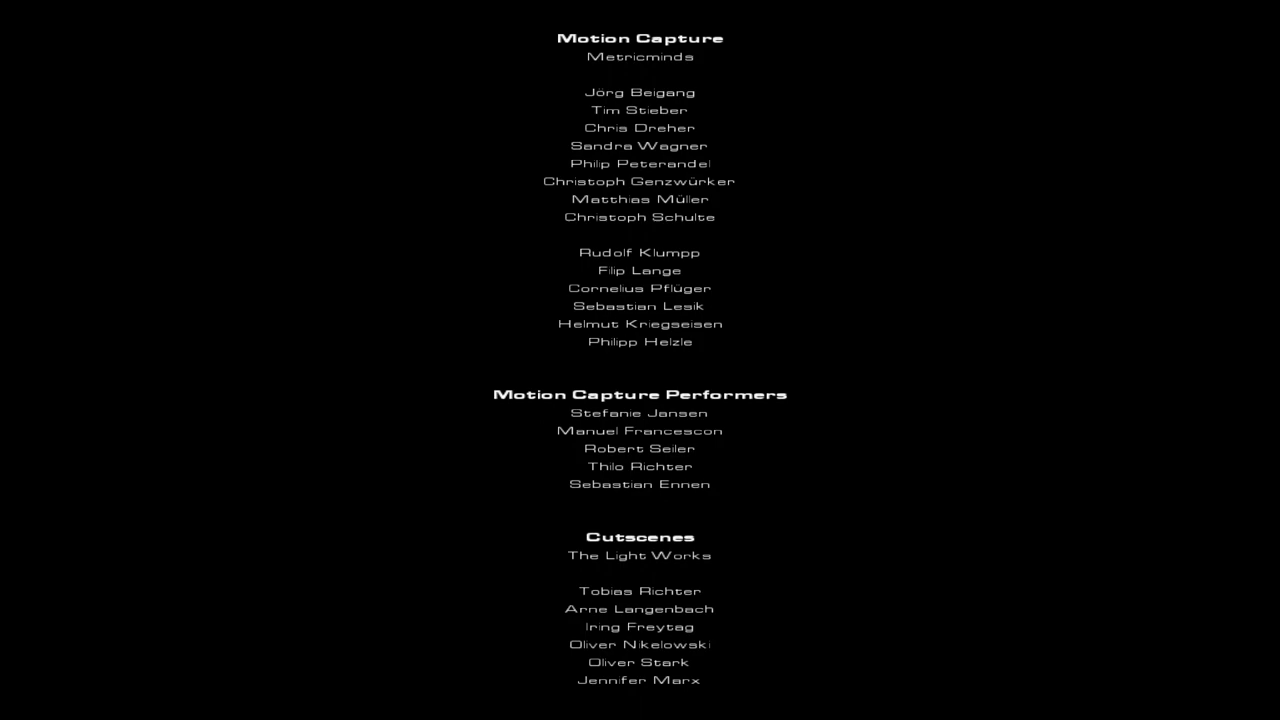 Motion Capture
Metricminds
Jörg Beigang
Tim Stieber
Chris Dreher
Sandra Wagner
Philip Peterandel
Christoph Genzwürker
Matthias Müller
Christoph Schulte
Rudolf Klumpp
Filip Lange
Cornelius Pflüger
Sebastian Lesik
Helmut Kriegseisen
Philipp Helzle
Motion Capture Performers
Stefanie Jansen
Manuel Francescon
Robert Seiler
Thilo Richter
Sebastian Ennen
Cutscenes
The Light Works
Tobias Richter
Arne Langenbach
Iring Freytag
Oliver Nikelowski
Oliver Stark
Jennifer Marx